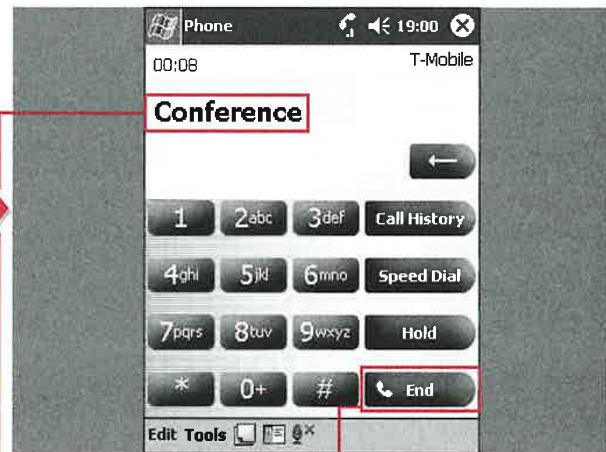 Phone 19:00
00:08 T-Mobile
Conference
1 2abc 3def Call History
4ghi 5jkl 6mno Speed Dial
7pqrs 8tuv 9wxyz Hold
* 0+ # End
Edit Tools